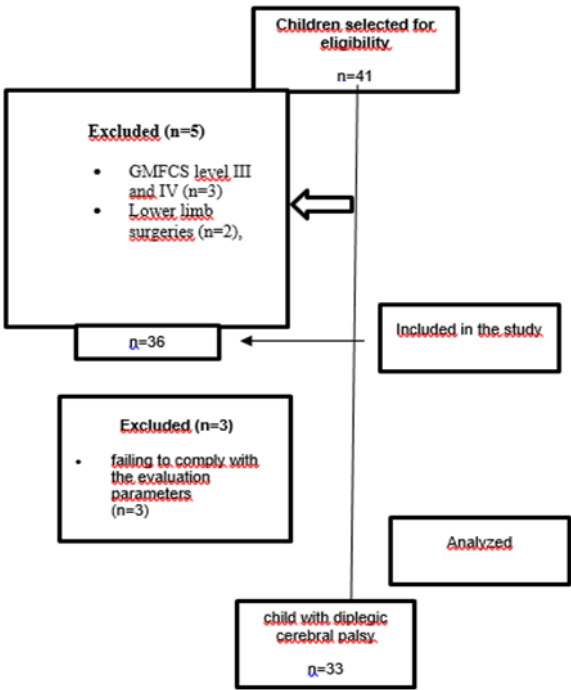 Children selected for
eligibility
n=41
Excluded (n=5)
• GMFCS level III
and IV (n=3)
• Lower limb
surgeries (n=2),
Included in the study
n=36
Excluded (n=3)
• failing to comply with
the evaluation
parameters
(n=3)
Analyzed
child with diplegic
cerebral palsy
n=33